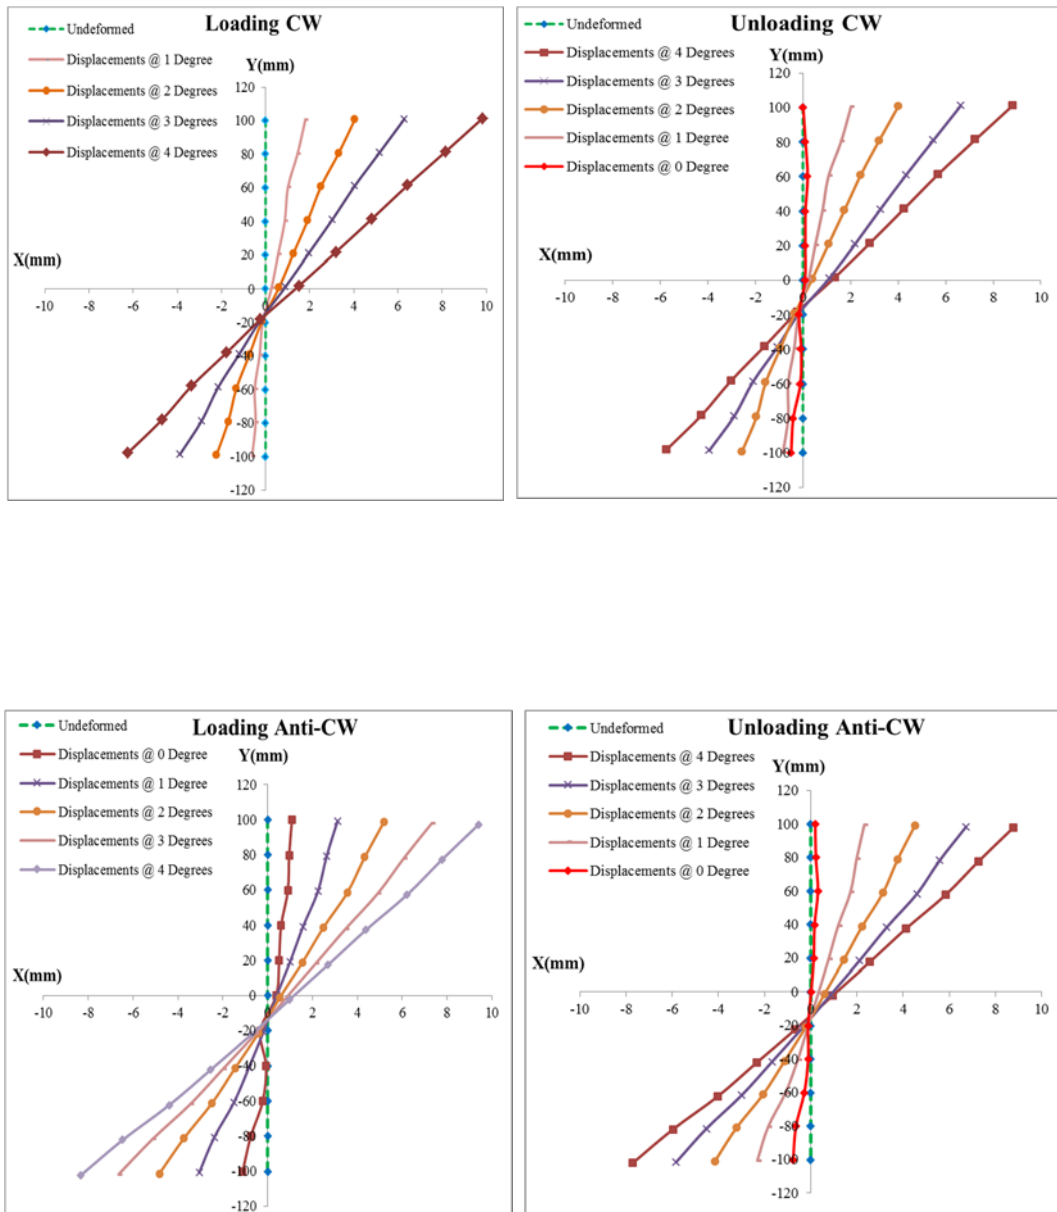 Loading CW
Undeformed
Displacements @ 1 Degree
Displacements @ 2 Degrees
Displacements @ 3 Degrees
Displacements @ 4 Degrees
Y(mm)
X(mm)
120
100
80
60
40
20
0
-20
-40
-60
-80
-100
-120
-10 -8 -6 -4 -2 0 2 4 6 8 10
Unloading CW
Undeformed
Displacements @ 4 Degrees
Displacements @ 3 Degrees
Displacements @ 2 Degrees
Displacements @ 1 Degree
Displacements @ 0 Degree
Y(mm)
X(mm)
120
100
80
60
40
20
0
-20
-40
-60
-80
-100
-120
-10 -8 -6 -4 -2 0 2 4 6 8 10
Loading Anti-CW
Undeformed
Displacements @ 0 Degree
Displacements @ 1 Degree
Displacements @ 2 Degrees
Displacements @ 3 Degrees
Displacements @ 4 Degrees
Y(mm)
X(mm)
120
100
80
60
40
20
0
-20
-40
-60
-80
-100
-120
-10 -8 -6 -4 -2 0 2 4 6 8 10
Unloading Anti-CW
Undeformed
Displacements @ 4 Degrees
Displacements @ 3 Degrees
Displacements @ 2 Degrees
Displacements @ 1 Degree
Displacements @ 0 Degree
Y(mm)
X(mm)
120
100
80
60
40
20
0
-20
-40
-60
-80
-100
-120
-10 -8 -6 -4 -2 0 2 4 6 8 10